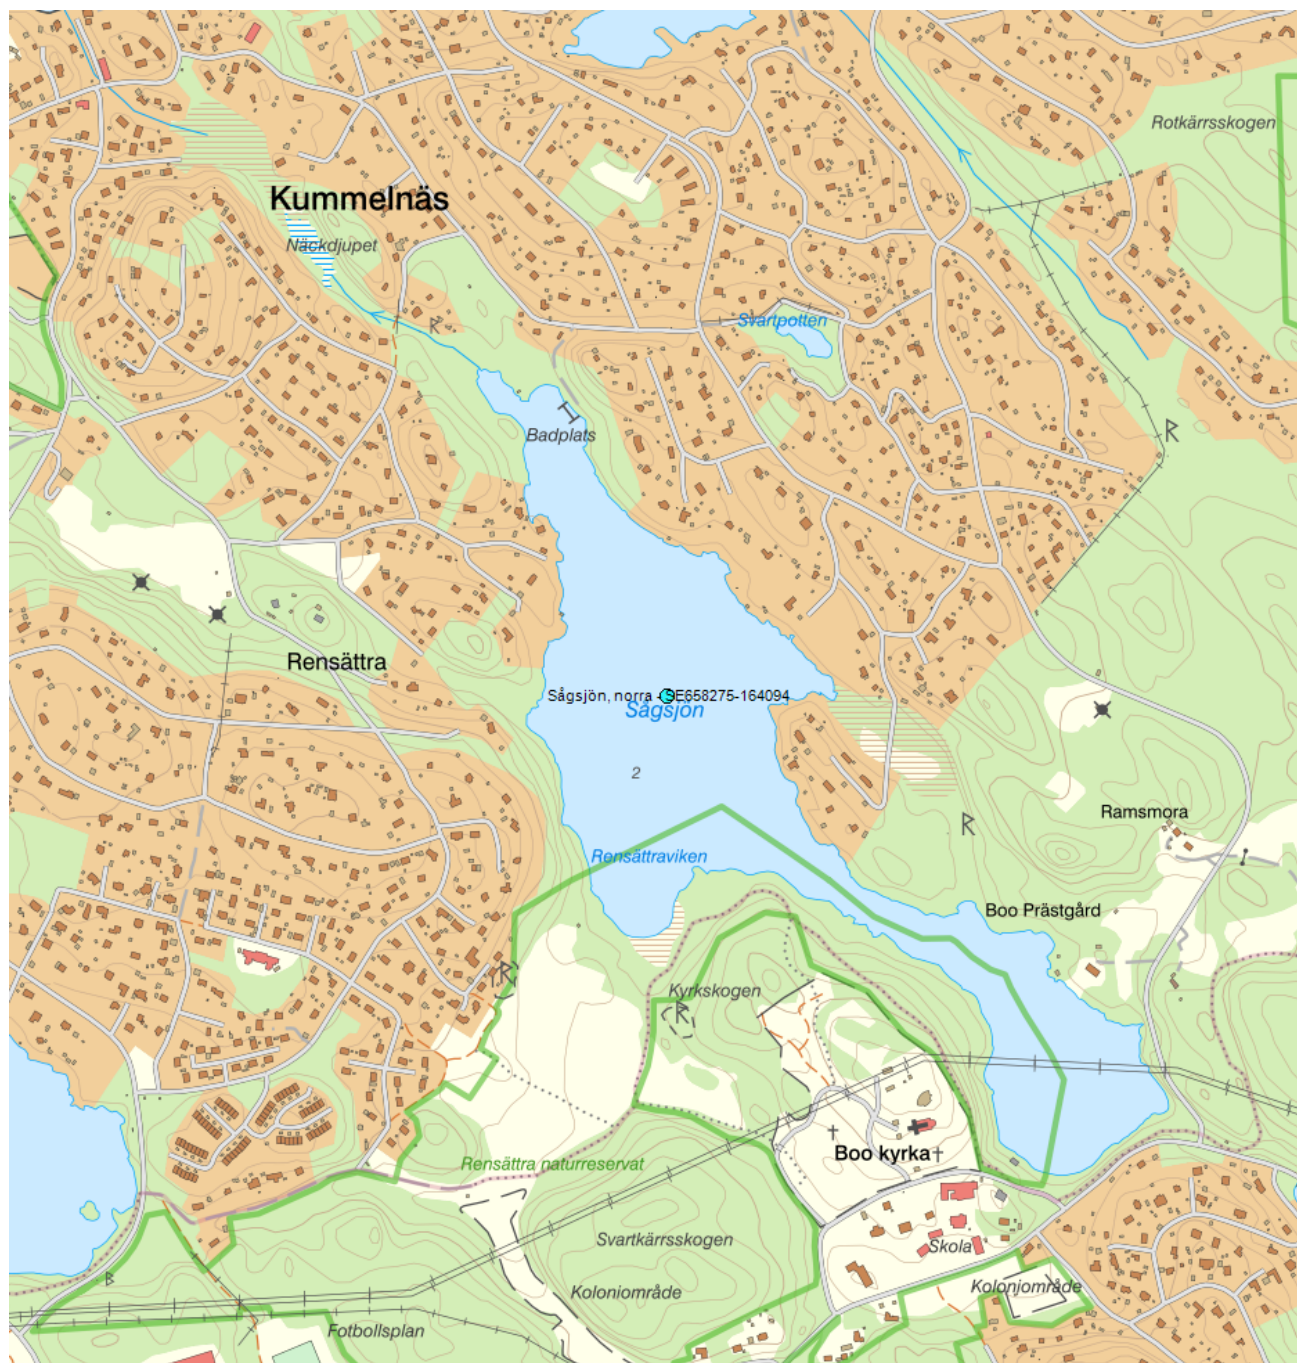 Rotkärrsskogen
Kummelnäs
Näckdjupet
Svartpotten
Badplats
Rensättra
Sågsjön, norra - SE658275-164094
Sågsjön
2
Ramsmora
Rensättraviken
Boo Prästgård
Kyrkskogen
Boo kyrka
Rensättra naturreservat
Svartkärrsskogen
Skola
Koloniområde
Koloniområde
Fotbollsplan